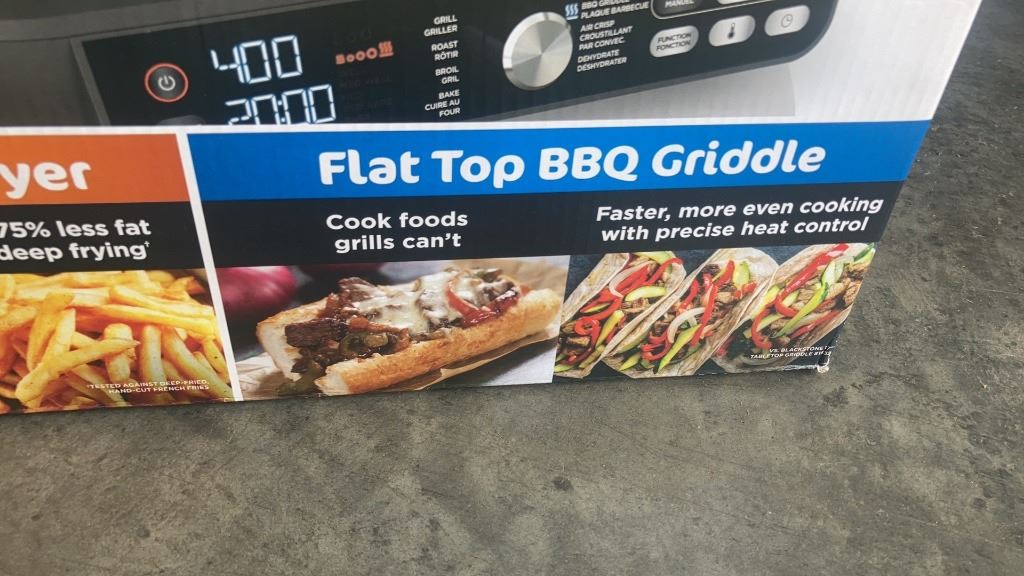 400
20:00
GRILL
GRILLER
ROAST
RÔTIR
BROIL
GRIL
BAKE
CUIRE AU
FOUR
BBQ GRIDDLE
PLAQUE BARBECUE
AIR CRISP
CROUSTILLANT
PAR CONVEC.
DEHYDRATE
DÉSHYDRATER
MANUEL
FUNCTION
FONCTION
yer
75% less fat
deep frying†
*TESTED AGAINST DEEP-FRIED,
HAND-CUT FRENCH FRIES
Flat Top BBQ Griddle
Cook foods
grills can't
Faster, more even cooking
with precise heat control
VS. BLACKSTONE
TABLETOP GRIDDLE